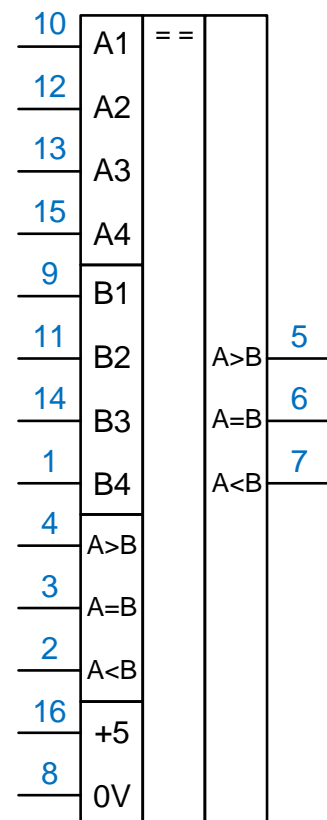 10 A1 = =
12 A2
13 A3
15 A4
9 B1
11 B2 A>B 5
14 B3 A=B 6
1 B4 A<B 7
4 A>B
3 A=B
2 A<B
16 +5
8 0V